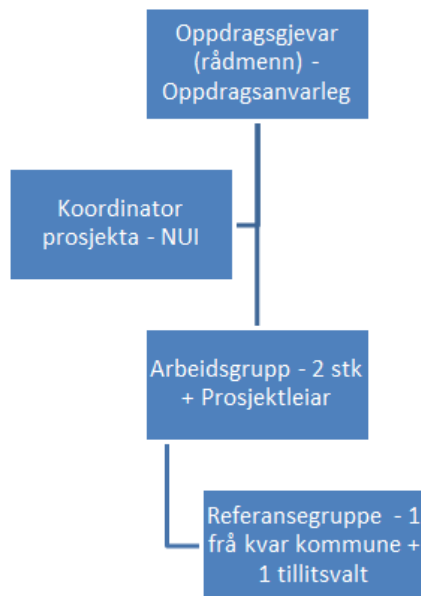 Oppdragsgjevar
(rådmenn) -
Oppdragsanvarleg
Koordinator
prosjekta - NUI
Arbeidsgrupp - 2 stk
+ Prosjektleiar
Referansegruppe - 1
frå kvar kommune +
1 tillitsvalt